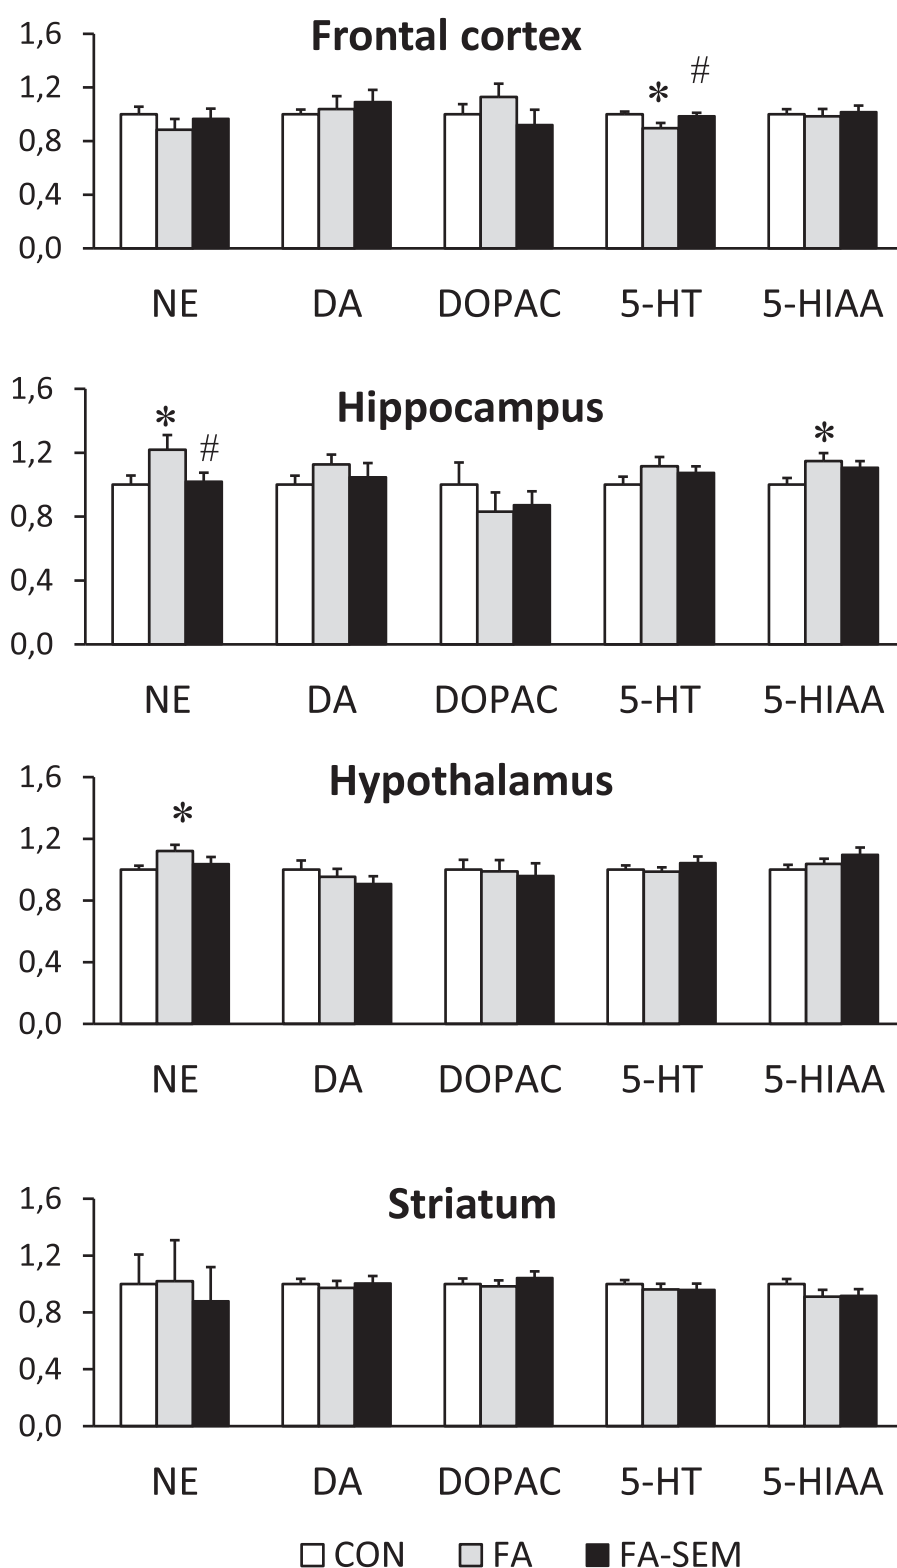 Frontal cortex
1,6
1,2
0,8
0,4
0,0
* #
NE DA DOPAC 5-HT 5-HIAA
Hippocampus
1,6
1,2
0,8
0,4
0,0
* # *
NE DA DOPAC 5-HT 5-HIAA
Hypothalamus
1,6
1,2
0,8
0,4
0,0
*
NE DA DOPAC 5-HT 5-HIAA
Striatum
1,6
1,2
0,8
0,4
0,0
NE DA DOPAC 5-HT 5-HIAA
CON FA FA-SEM